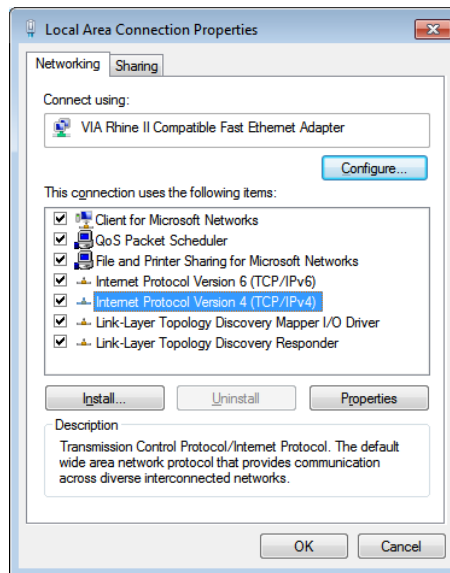 Local Area Connection Properties
Networking Sharing
Connect using:
VIA Rhine II Compatible Fast Ethernet Adapter
Configure...
This connection uses the following items:
Client for Microsoft Networks
QoS Packet Scheduler
File and Printer Sharing for Microsoft Networks
Internet Protocol Version 6 (TCP/IPv6)
Internet Protocol Version 4 (TCP/IPv4)
Link-Layer Topology Discovery Mapper I/O Driver
Link-Layer Topology Discovery Responder
Install... Uninstall Properties
Description
Transmission Control Protocol/Internet Protocol. The default
wide area network protocol that provides communication
across diverse interconnected networks.
OK Cancel